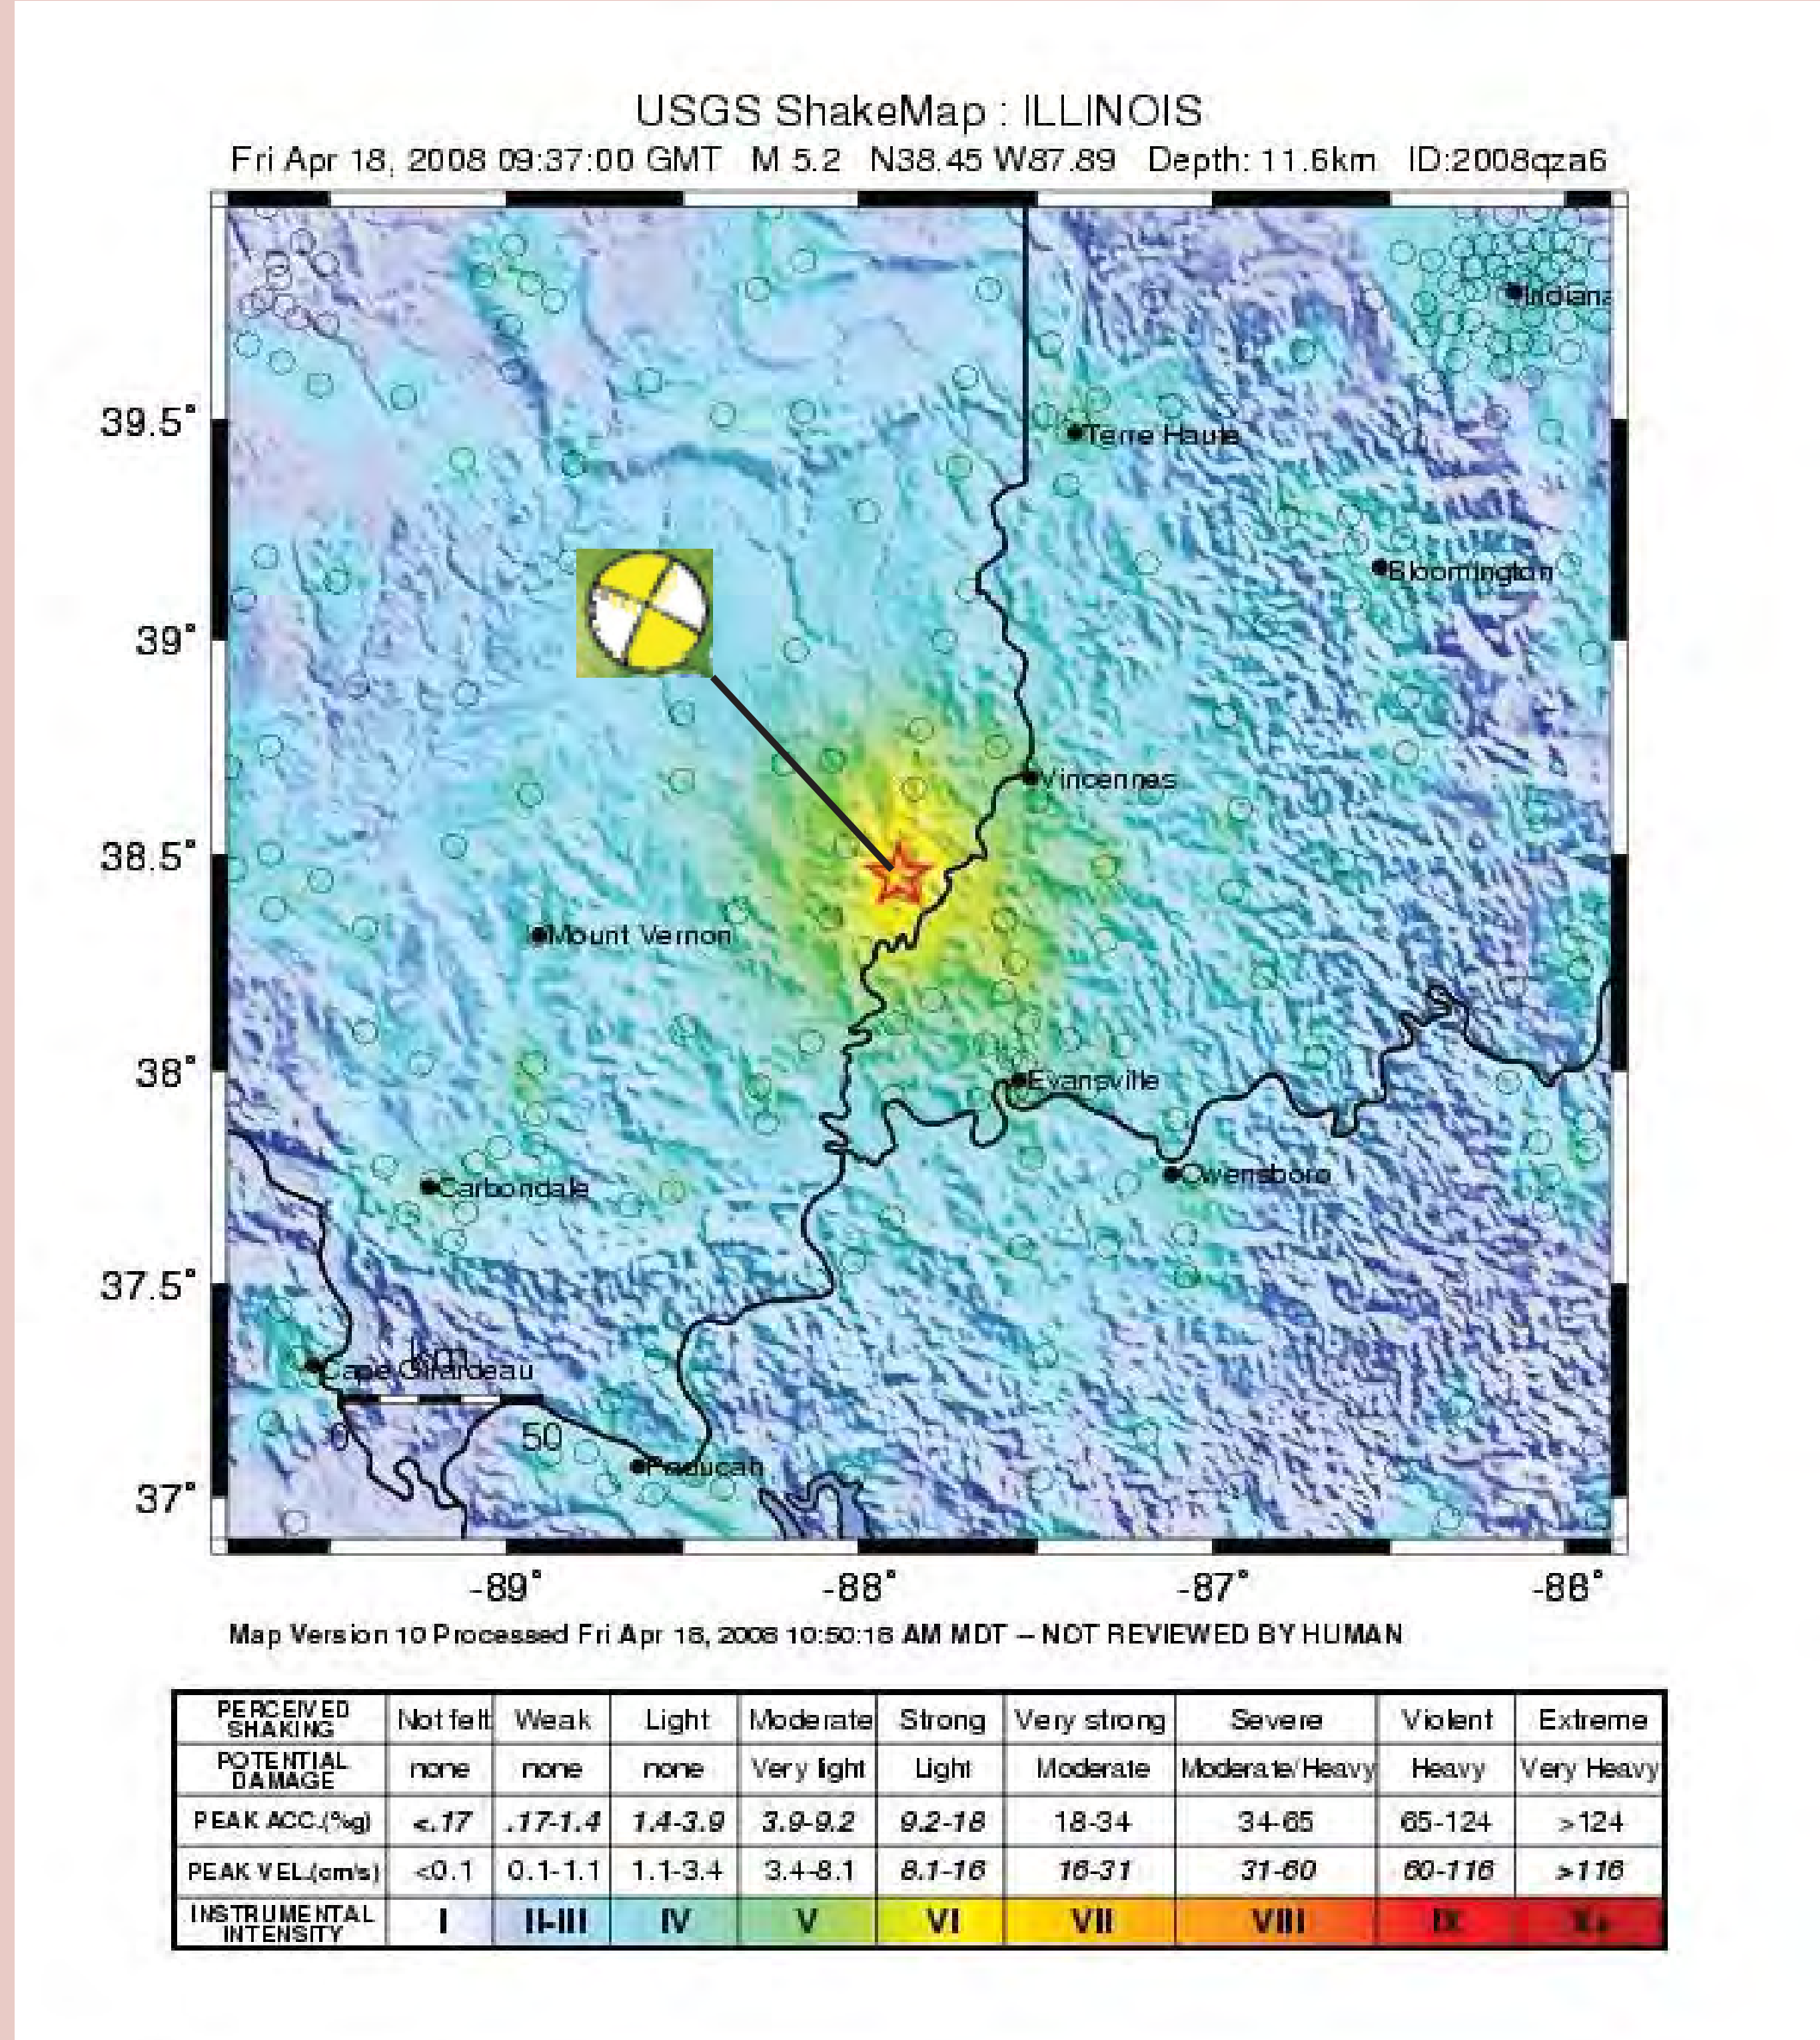 USGS ShakeMap : ILLINOIS
Fri Apr 18, 2008 09:37:00 GMT M 5.2 N38.45 W87.89 Depth: 11.6km ID:2008qza6
Indiana
39.5°
Terre Haute
Bloomington
39°
Vincennes
38.5°
Mount Vernon
38°
Evansville
Carbondale
Owensboro
37.5°
km
Cape Girardeau
0 50
Paducah
37°
-89° -88° -87° -86°
Map Version 10 Processed Fri Apr 18, 2008 10:50:18 AM MDT – NOT REVIEWED BY HUMAN
PERCEIVED SHAKING Not felt Weak Light Moderate Strong Very strong Severe Violent Extreme
POTENTIAL DAMAGE none none none Very light Light Moderate Moderate/Heavy Heavy Very Heavy
PEAK ACC.(%g) <.17 .17-1.4 1.4-3.9 3.9-9.2 9.2-18 18-34 34-65 65-124 >124
PEAK VEL.(cm/s) <0.1 0.1-1.1 1.1-3.4 3.4-8.1 8.1-16 16-31 31-60 60-116 >116
INSTRUMENTAL INTENSITY I II-III IV V VI VII VIII IX X+